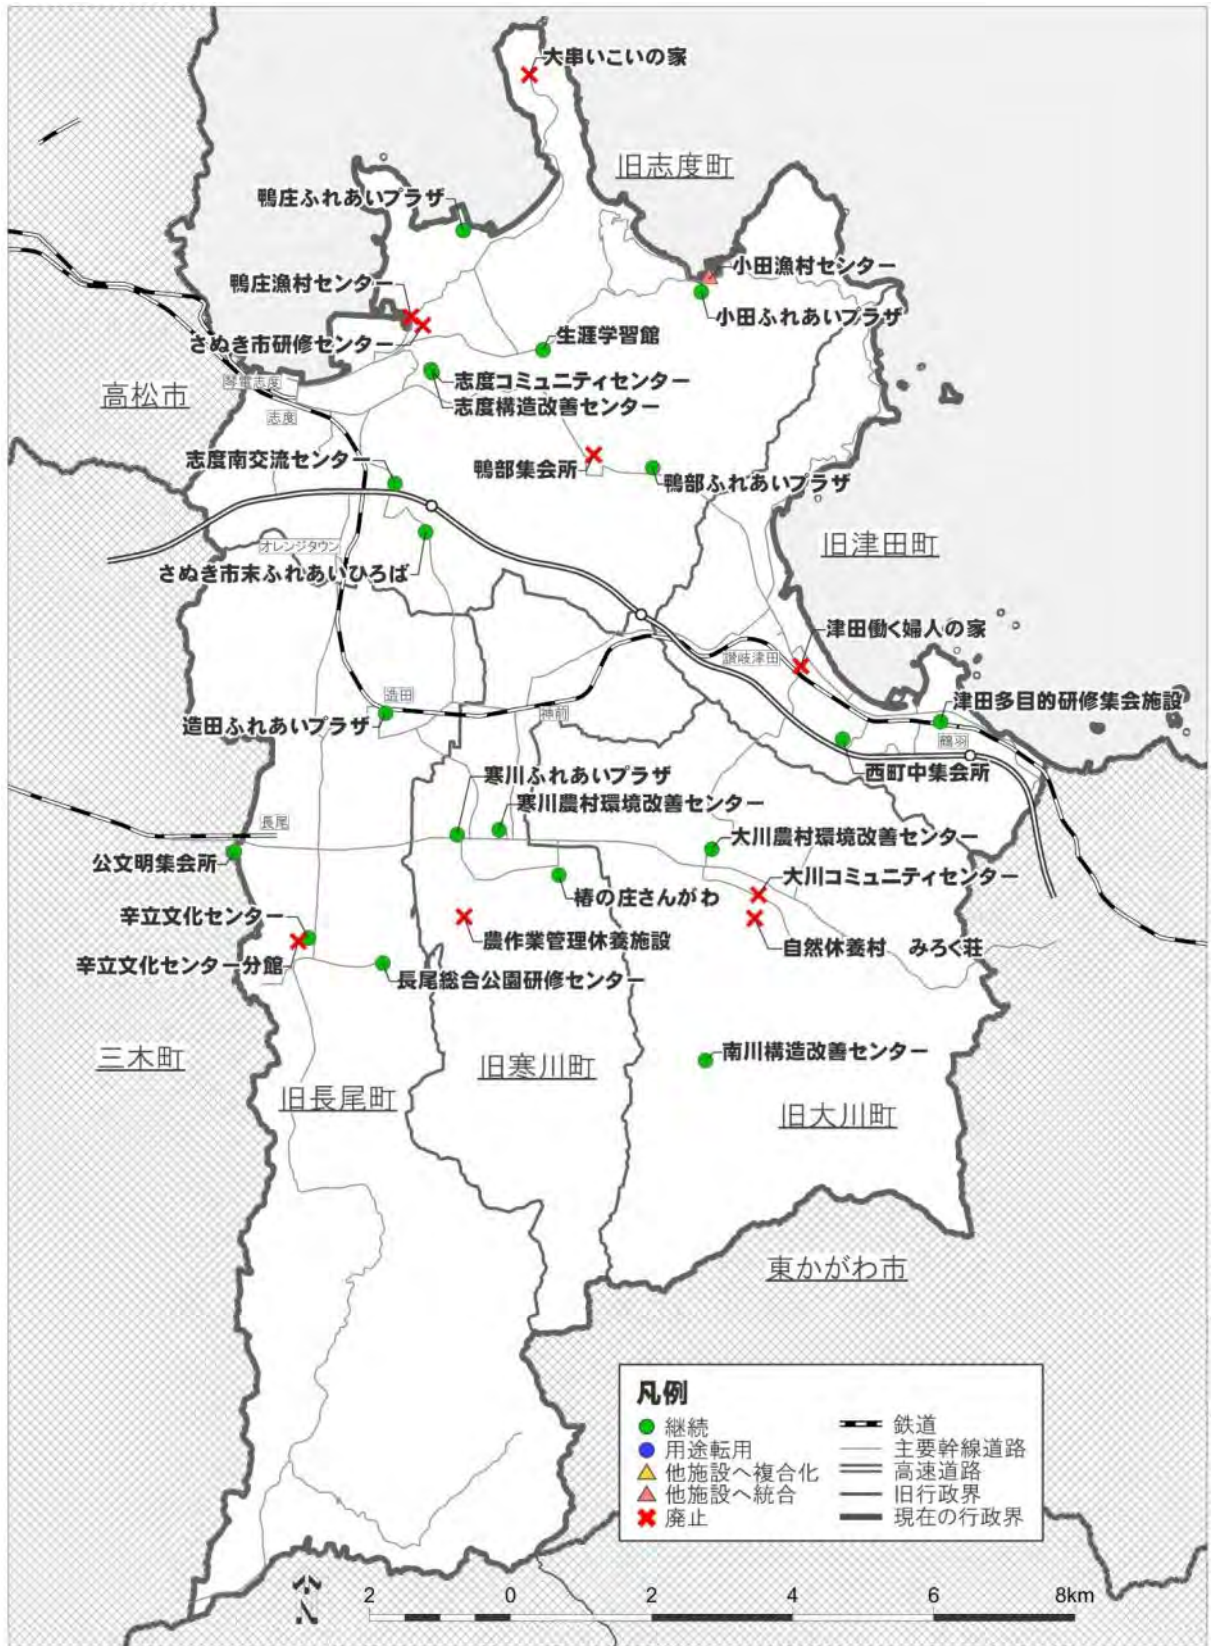 大串いこいの家
旧志度町
鴨庄ふれあいプラザ
小田漁村センター
鴨庄漁村センター
小田ふれあいプラザ
さぬき市研修センター
生涯学習館
琴電志度
志度コミュニティセンター
高松市
志度構造改善センター
志度
志度南交流センター
鴨部集会所
鴨部ふれあいプラザ
オレンジタウン
旧津田町
さぬき市末ふれあいひろば
津田働く婦人の家
讃岐津田
造田
津田多目的研修集会施設
神前
造田ふれあいプラザ
鶴羽
西町中集会所
寒川ふれあいプラザ
寒川農村環境改善センター
長尾
大川農村環境改善センター
公文明集会所
大川コミュニティセンター
椿の庄さんがわ
辛立文化センター
農作業管理休養施設
自然休養村 みろく荘
辛立文化センター分館
長尾総合公園研修センター
三木町
南川構造改善センター
旧寒川町
旧長尾町
旧大川町
東かがわ市
凡例
継続
用途転用
他施設へ複合化
他施設へ統合
廃止
鉄道
主要幹線道路
高速道路
旧行政界
現在の行政界
2 0 2 4 6 8km